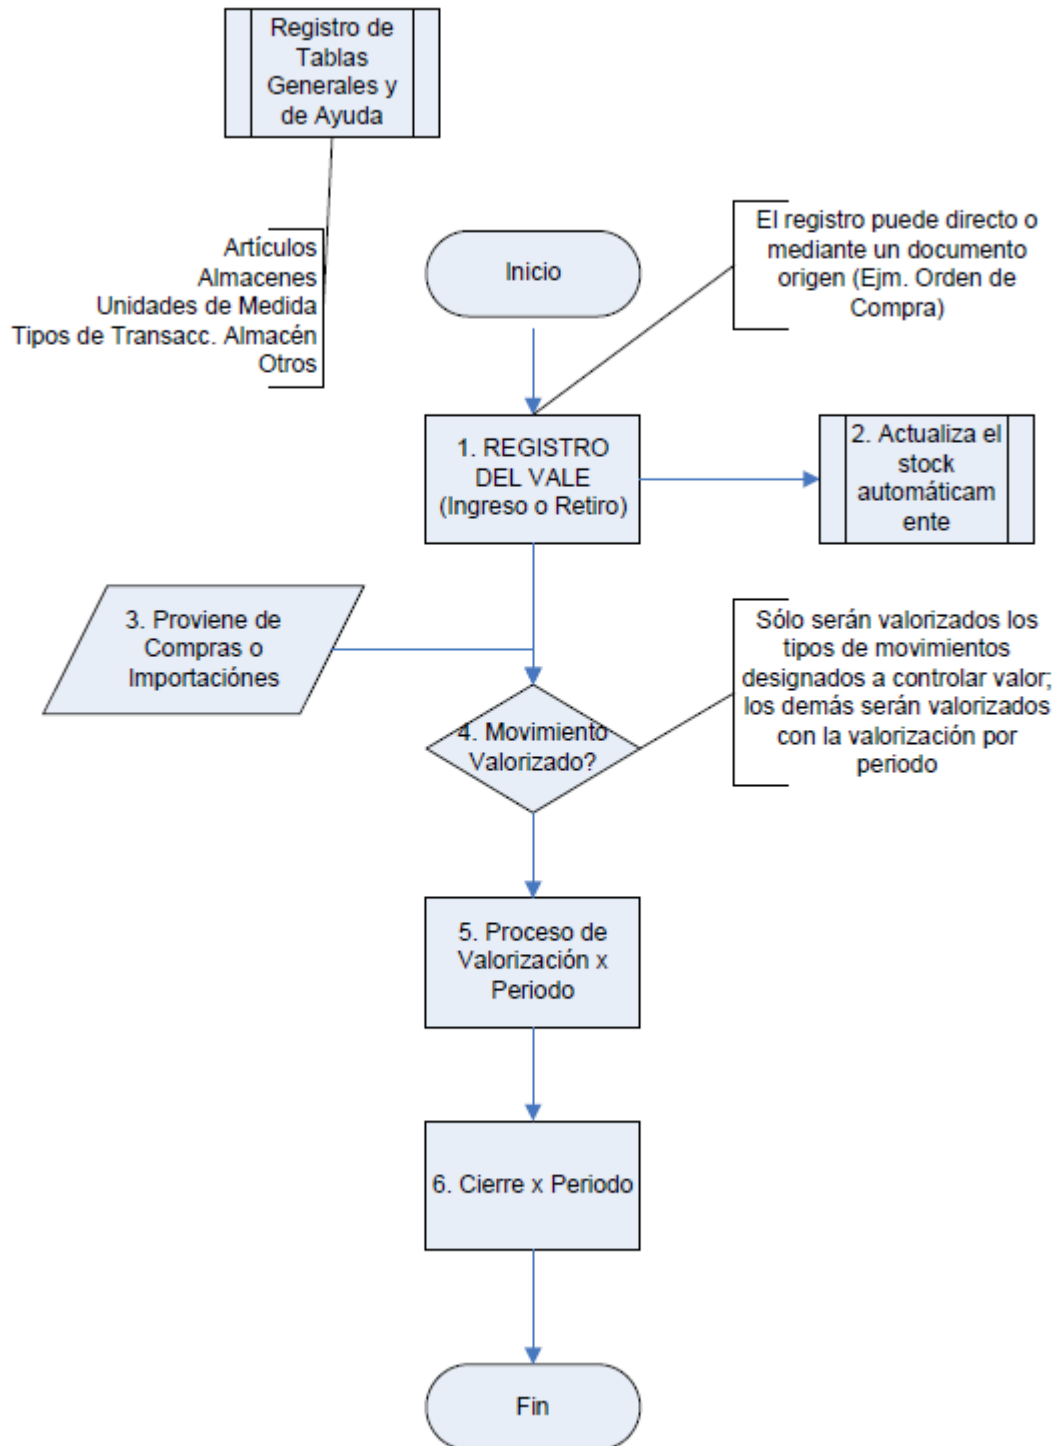 Registro de
Tablas
Generales y
de Ayuda
Artículos
Almacenes
Unidades de Medida
Tipos de Transacc. Almacén
Otros
Inicio
El registro puede directo o
mediante un documento
origen (Ejm. Orden de
Compra)
1. REGISTRO
DEL VALE
(Ingreso o Retiro)
2. Actualiza el
stock
automáticam
ente
3. Proviene de
Compras o
Importaciónes
4. Movimiento
Valorizado?
Sólo serán valorizados los
tipos de movimientos
designados a controlar valor;
los demás serán valorizados
con la valorización por
periodo
5. Proceso de
Valorización x
Periodo
6. Cierre x Periodo
Fin